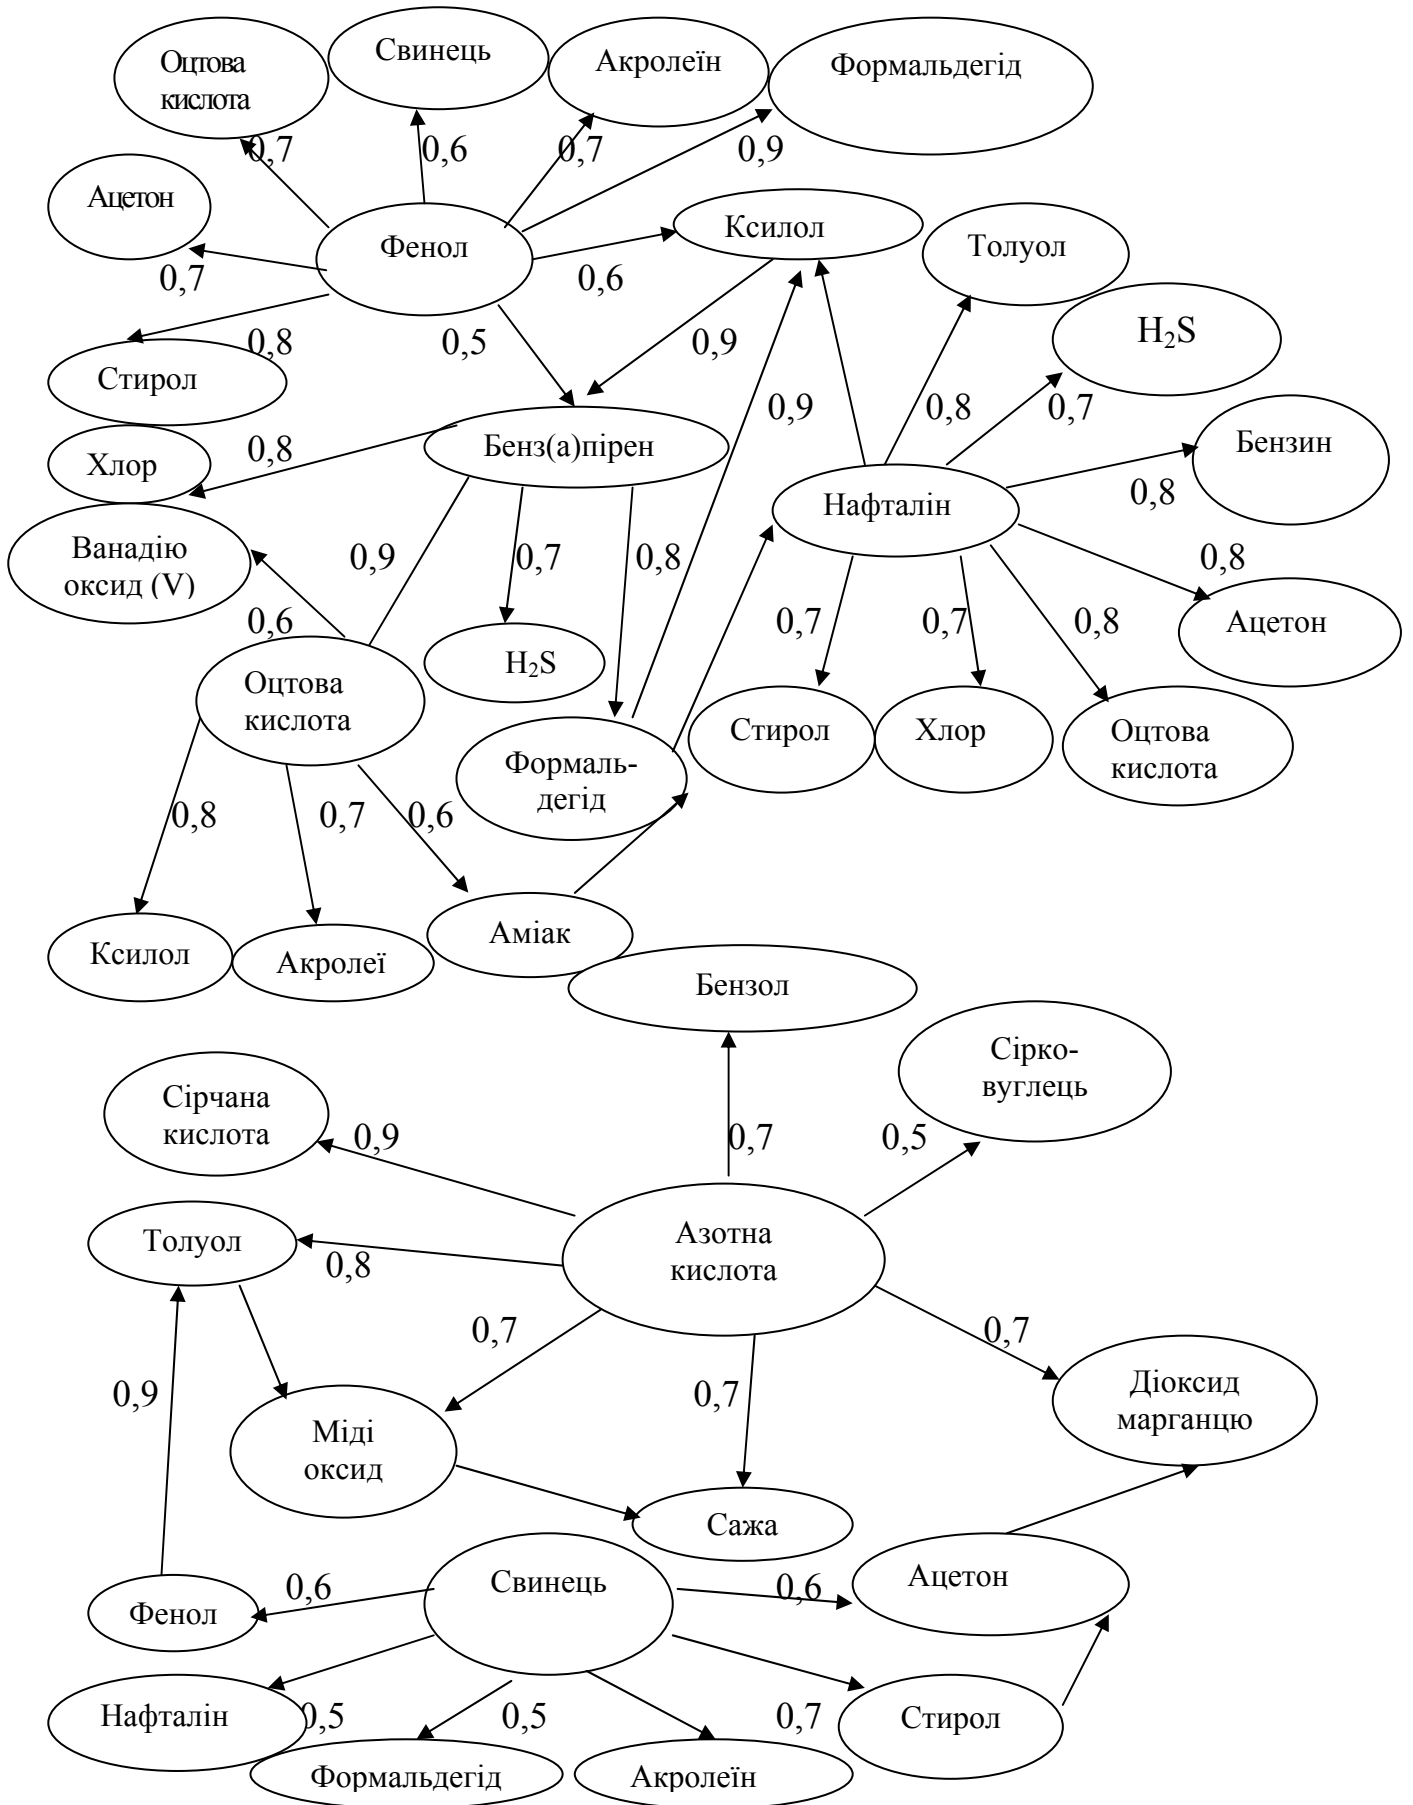 Оцтова
кислота
Свинець
Акролеїн
Формальдегід
0,7
0,6
0,7
0,9
Ацетон
Фенол
Ксилол
Толуол
0,7
0,6
H₂S
0,8
0,5
0,9
Стирол
0,9
0,8
0,7
Хлор
0,8
Бенз(а)пірен
Бензин
Нафталін
0,8
Ванадію
оксид (V)
0,9
0,7
0,8
0,8
0,6
0,7
0,7
0,8
Ацетон
H₂S
Оцтова
кислота
Стирол
Хлор
Оцтова
кислота
Формаль-
дегід
0,8
0,7
0,6
Ксилол
Акролеї
Аміак
Бензол
Сірко-
вуглець
Сірчана
кислота
0,9
0,7
0,5
Толуол
Азотна
кислота
0,8
0,7
0,7
0,9
0,7
Діоксид
марганцю
Міді
оксид
Сажа
Свинець
Ацетон
0,6
0,6
Фенол
Нафталін
0,5
0,5
0,7
Стирол
Формальдегід
Акролеїн